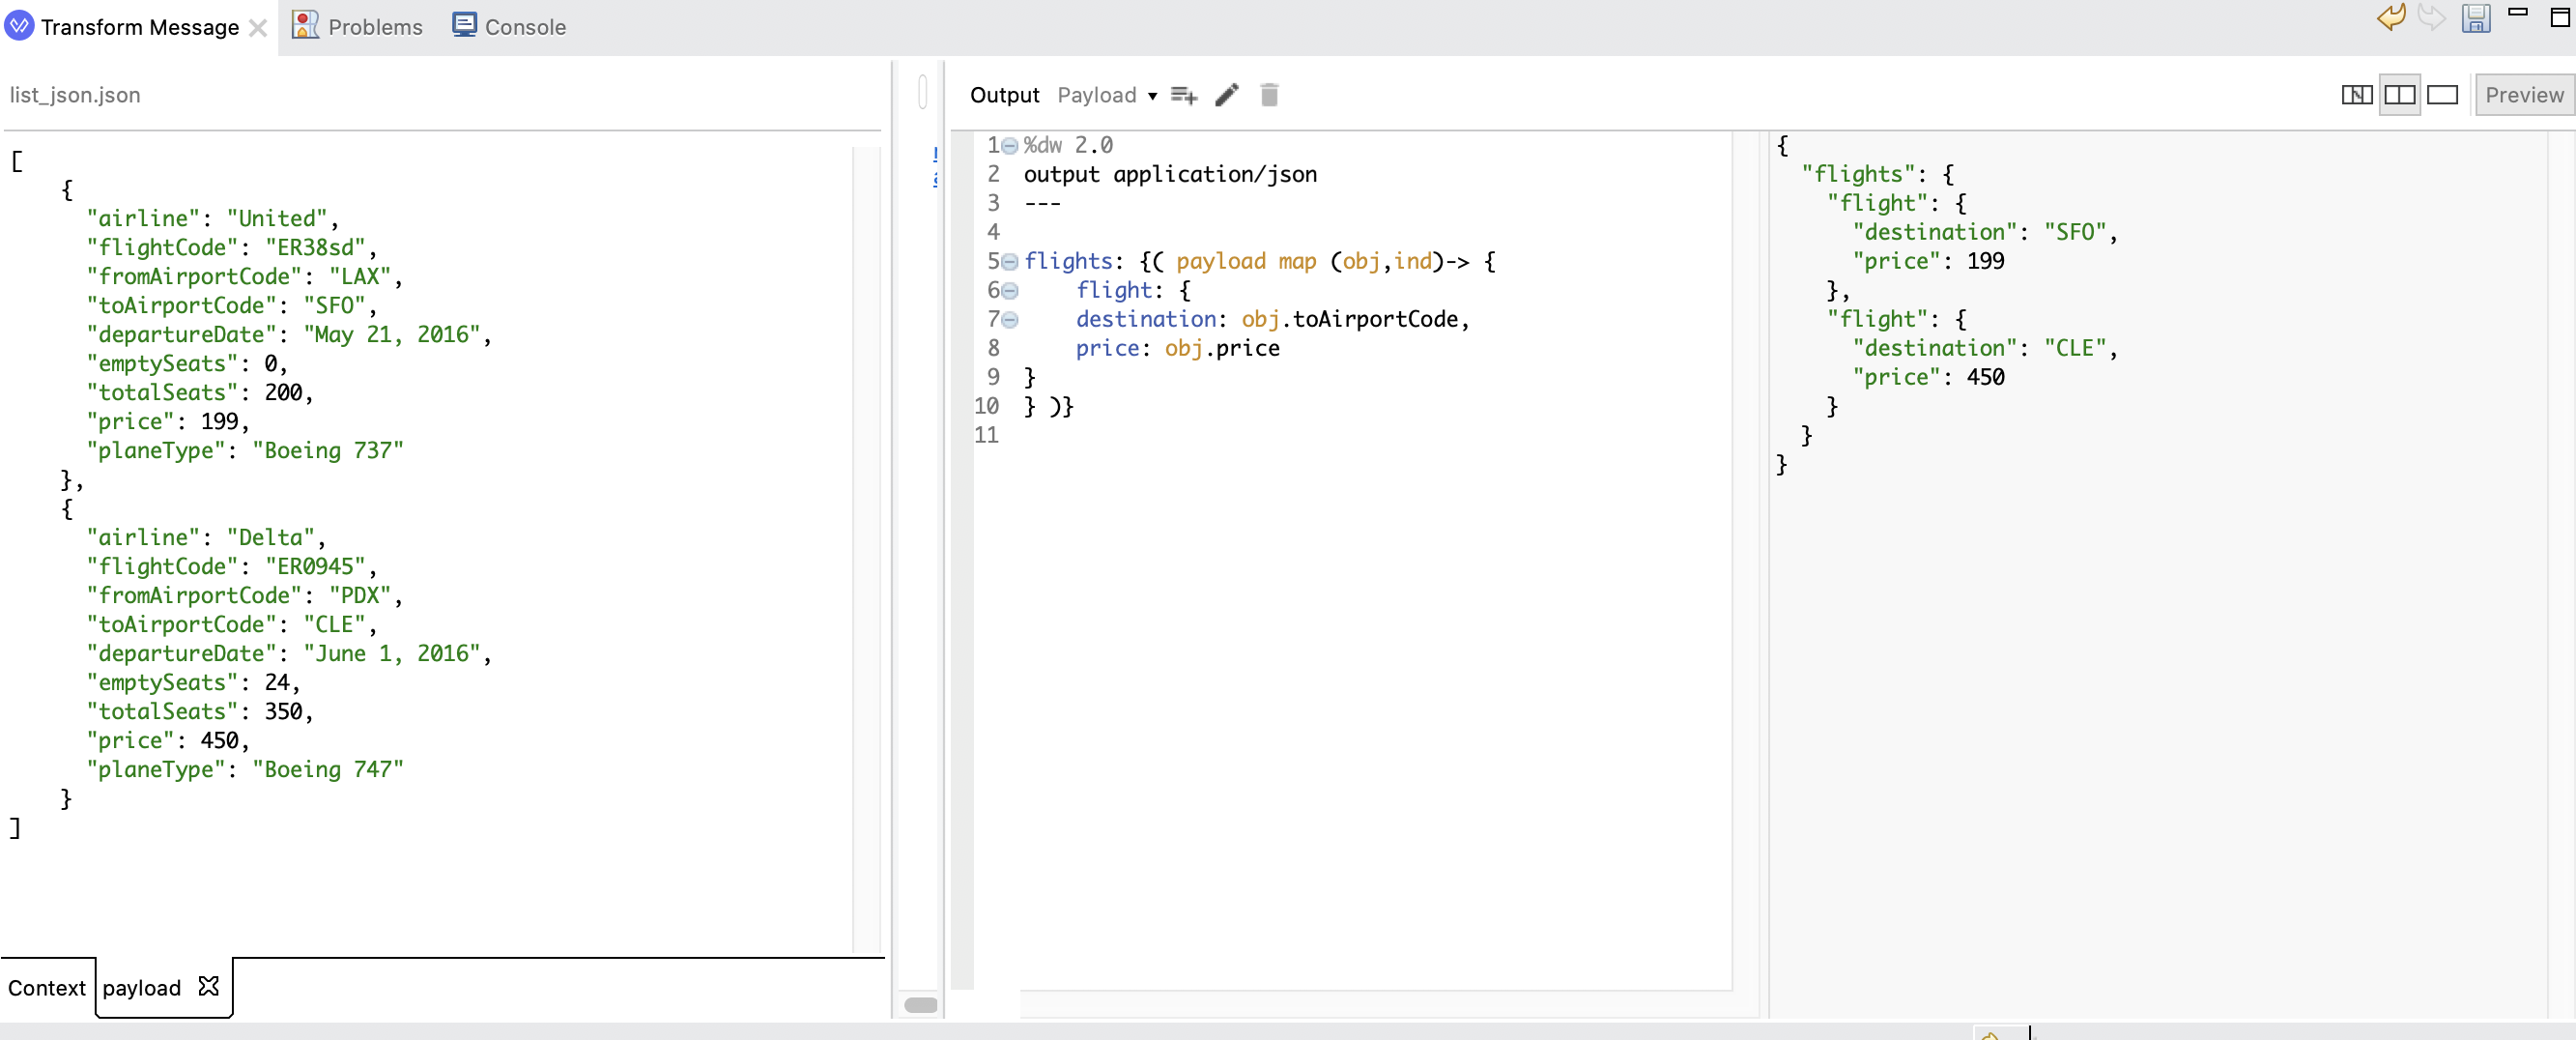 Transform Message
Problems
Console
list_json.json
[
    {
      "airline": "United",
      "flightCode": "ER38sd",
      "fromAirportCode": "LAX",
      "toAirportCode": "SFO",
      "departureDate": "May 21, 2016",
      "emptySeats": 0,
      "totalSeats": 200,
      "price": 199,
      "planeType": "Boeing 737"
    },
    {
      "airline": "Delta",
      "flightCode": "ER0945",
      "fromAirportCode": "PDX",
      "toAirportCode": "CLE",
      "departureDate": "June 1, 2016",
      "emptySeats": 24,
      "totalSeats": 350,
      "price": 450,
      "planeType": "Boeing 747"
    }
]
Context
payload
Output Payload
Preview
1 %dw 2.0
2 output application/json
3 ---
4
5 flights: {( payload map (obj,ind)-> {
6     flight: {
7     destination: obj.toAirportCode,
8     price: obj.price
9 }
10 } )}
11
{
  "flights": {
    "flight": {
      "destination": "SFO",
      "price": 199
    },
    "flight": {
      "destination": "CLE",
      "price": 450
    }
  }
}